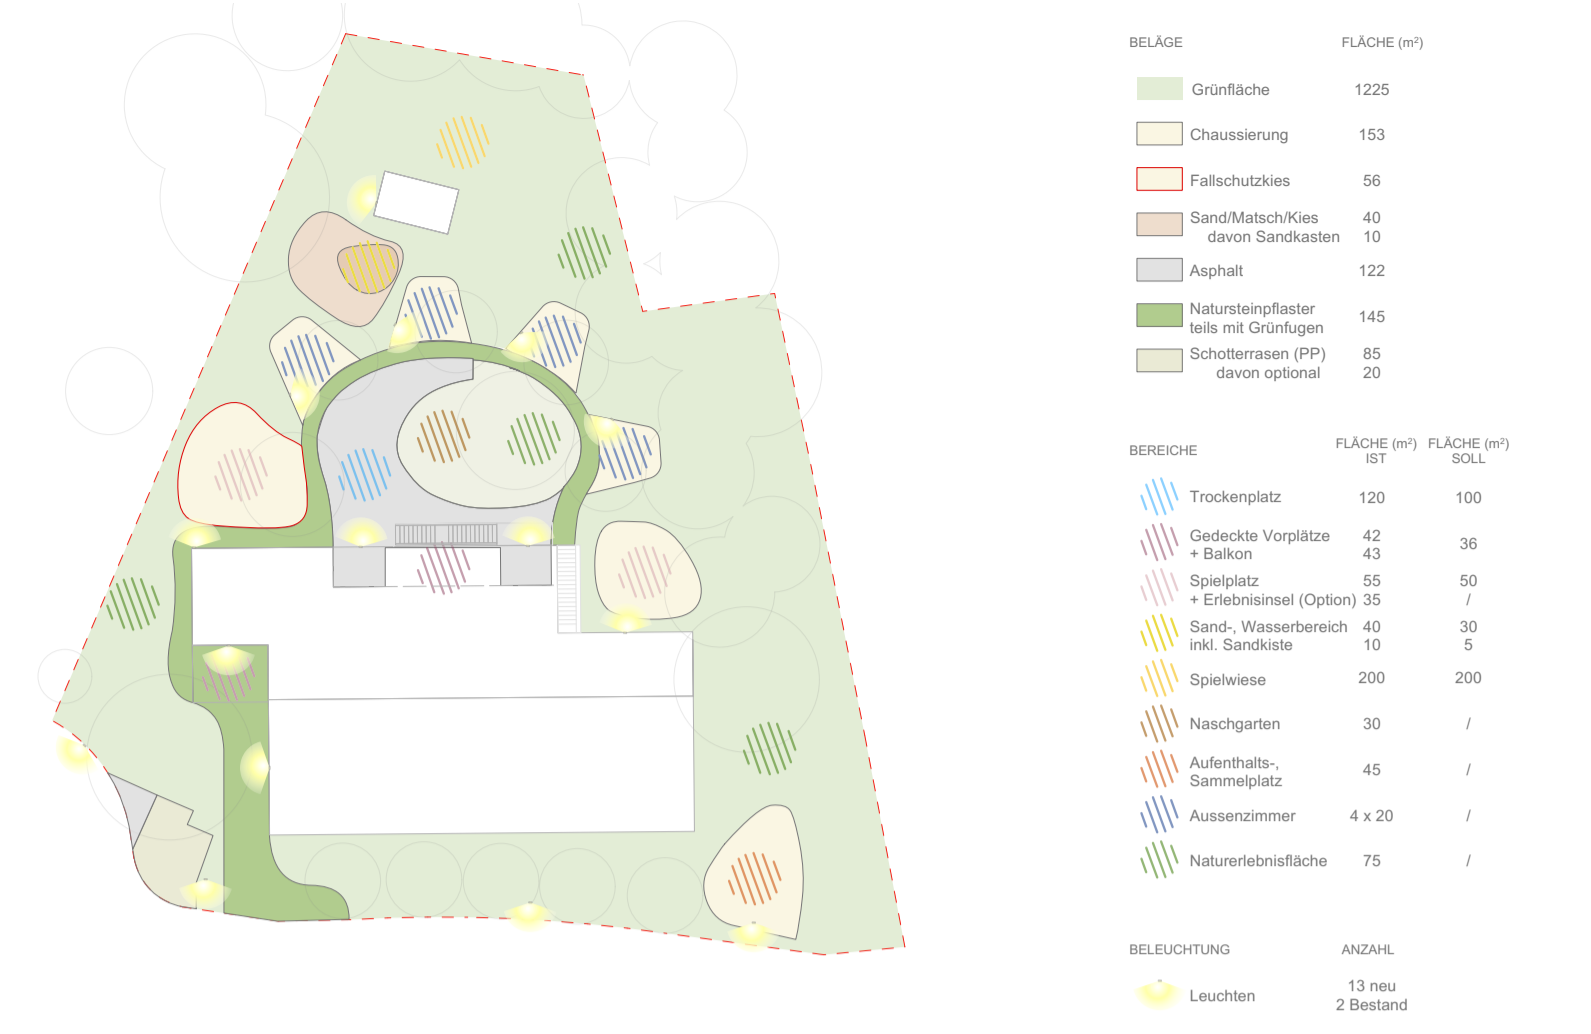 BELÄGE FLÄCHE (m²)
Grünfläche 1225
Chaussierung 153
Fallschutzkies 56
Sand/Matsch/Kies 40
davon Sandkasten 10
Asphalt 122
Natursteinpflaster
teils mit Grünfugen 145
Schotterrasen (PP) 85
davon optional 20
BEREICHE FLÄCHE (m²) IST FLÄCHE (m²) SOLL
Trockenplatz 120 100
Gedeckte Vorplätze 42
+ Balkon 43 36
Spielplatz 55 50
+ Erlebnisinsel (Option) 35 /
Sand-, Wasserbereich 40 30
inkl. Sandkiste 10 5
Spielwiese 200 200
Naschgarten 30 /
Aufenthalts-,
Sammelplatz 45 /
Aussenzimmer 4 x 20 /
Naturerlebnisfläche 75 /
BELEUCHTUNG ANZAHL
Leuchten 13 neu
2 Bestand